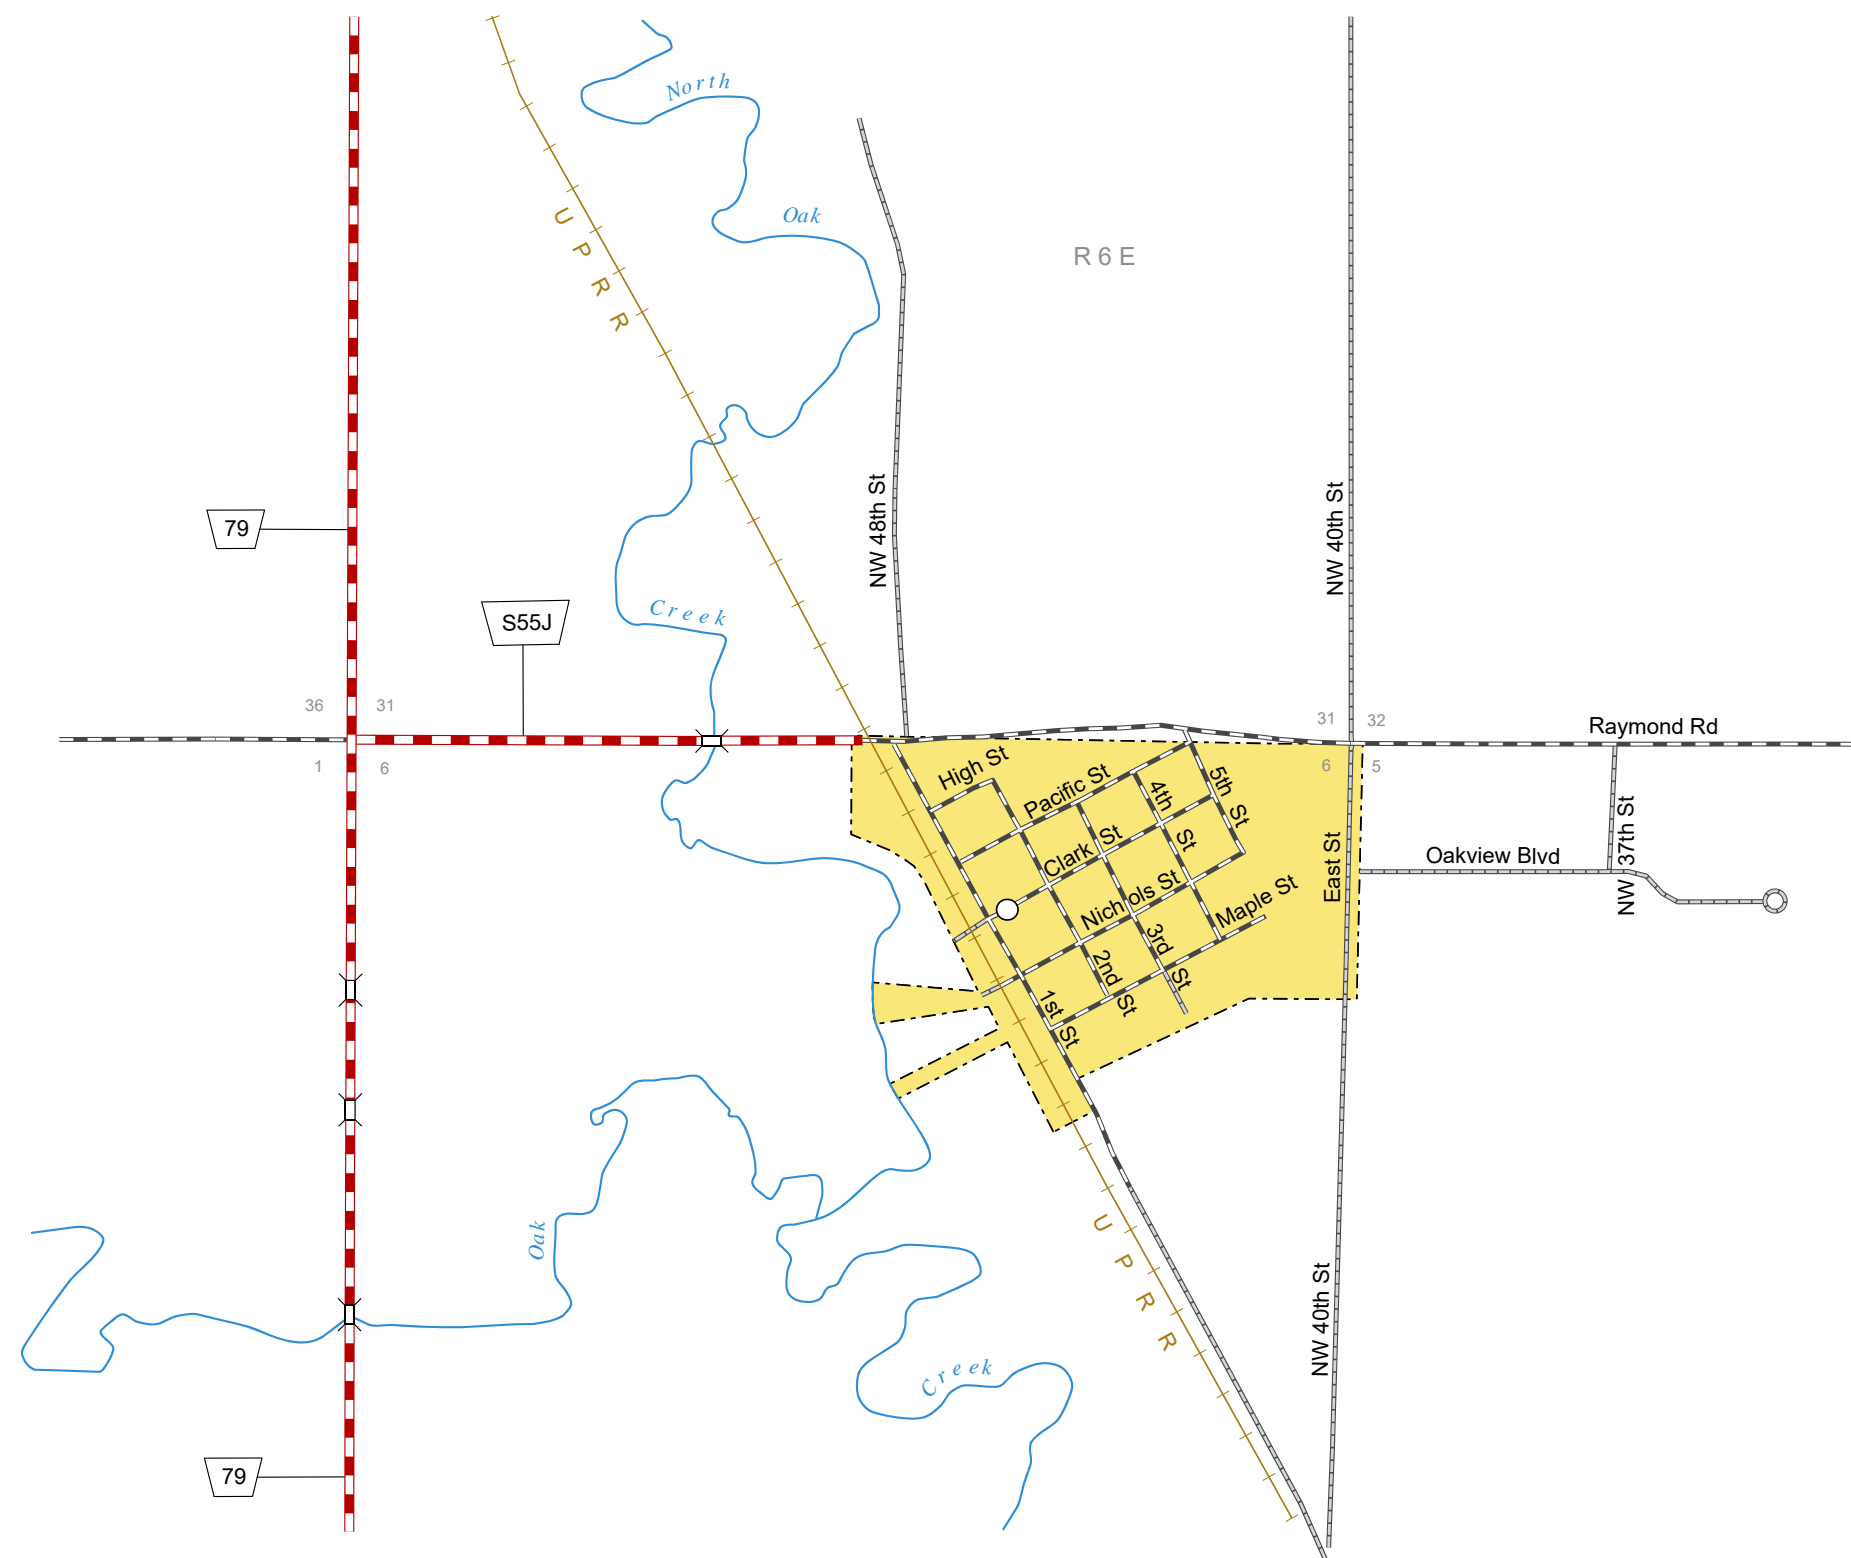 North
Oak
U P R R
R 6 E
NW 48th St
NW 40th St
79
S55J
Creek
36
31
31
32
Raymond Rd
1
6
6
5
High St
Pacific St
4th St
5th St
Clark St
Nichols St
Maple St
East St
Oakview Blvd
NW 37th St
3rd St
2nd St
1st St
Oak
U P R R
NW 40th St
Creek
79